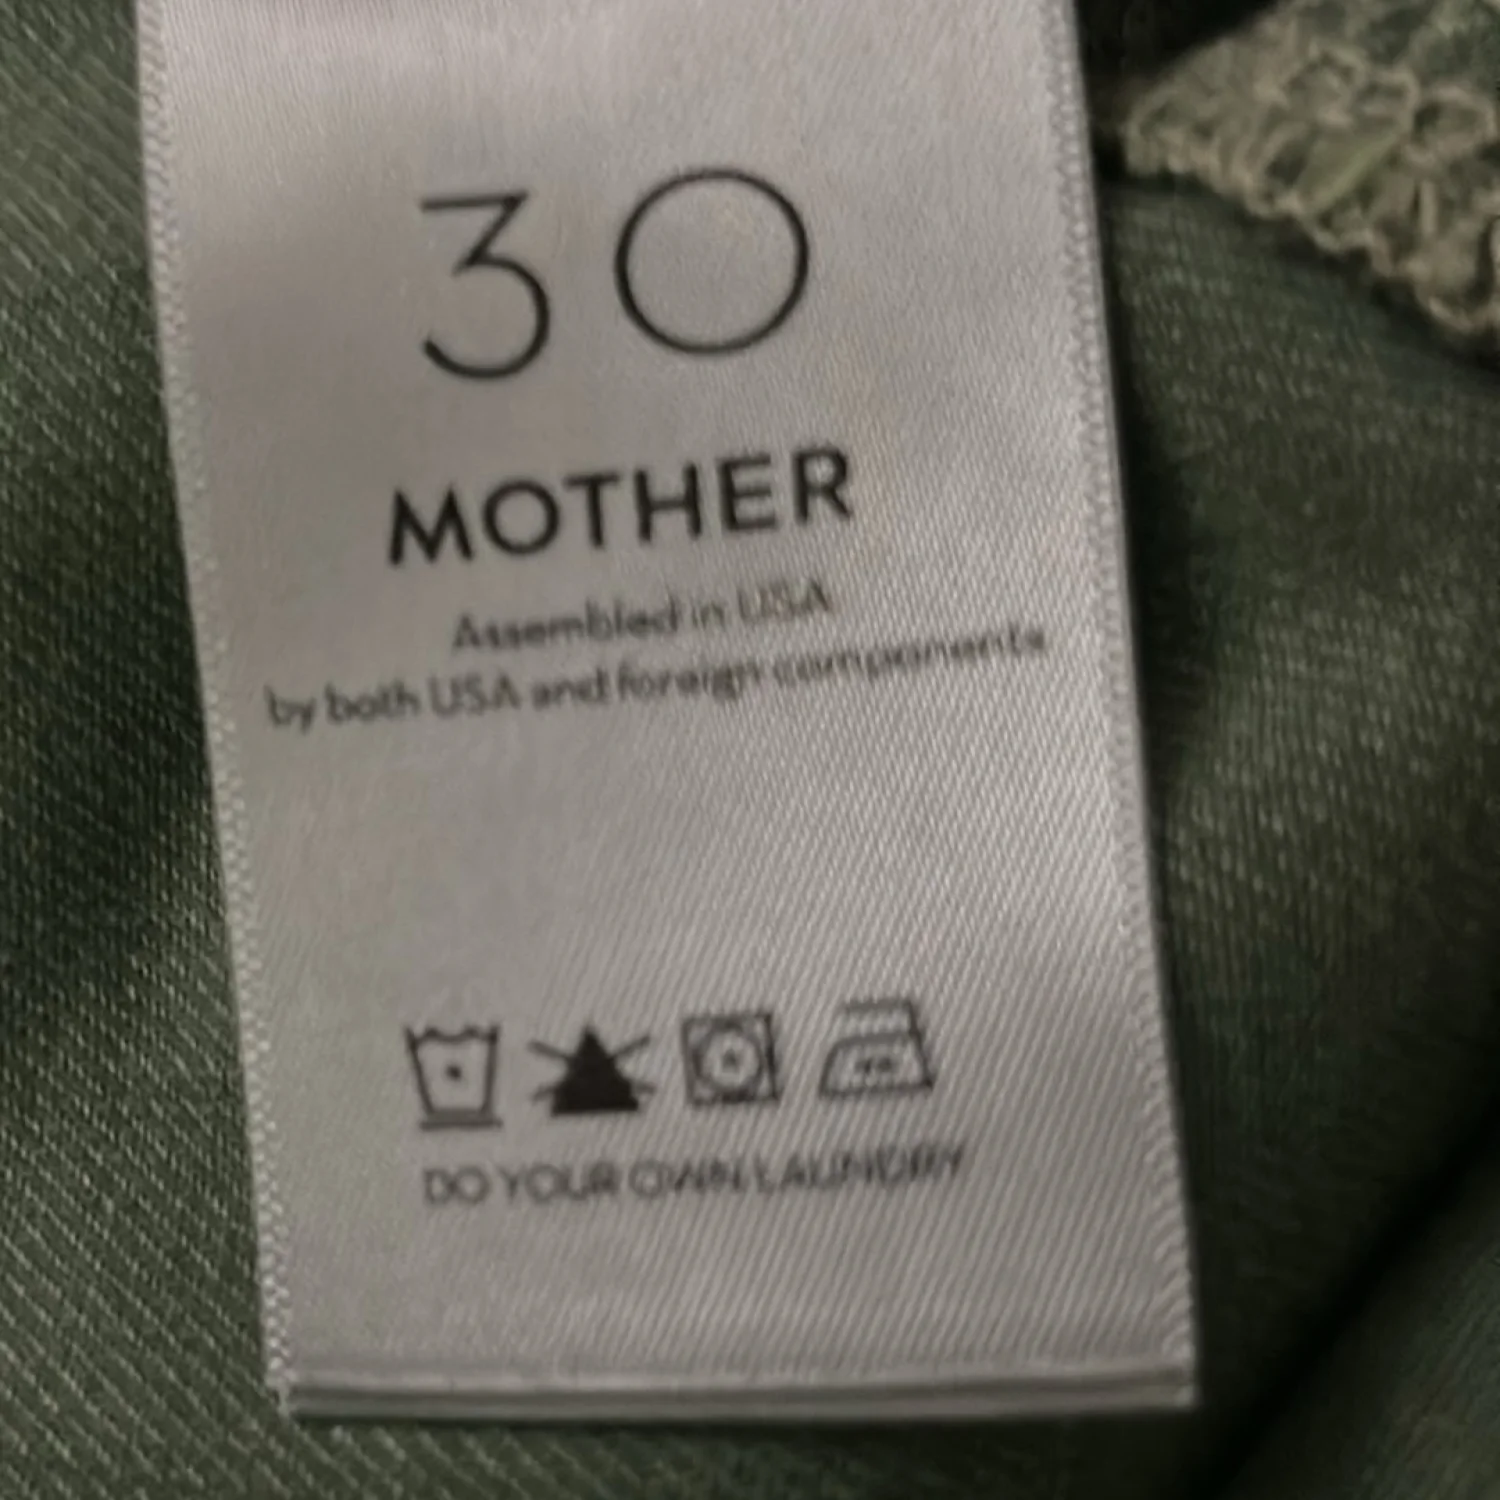 30
MOTHER
Assembled in USA
by both USA and foreign components
DO YOUR OWN LAUNDRY